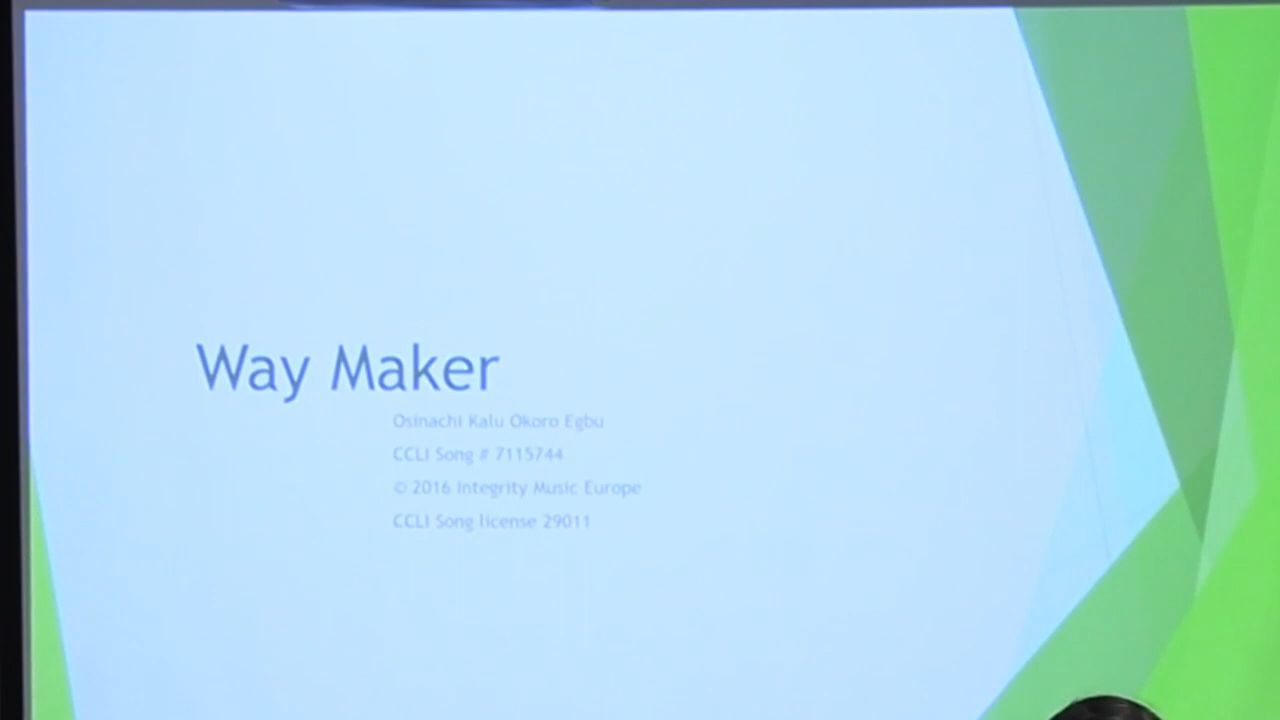 Way Maker
Osinachi Kalu Okoro Egbu
CCLI Song # 7115744
© 2016 Integrity Music Europe
CCLI Song license 29011